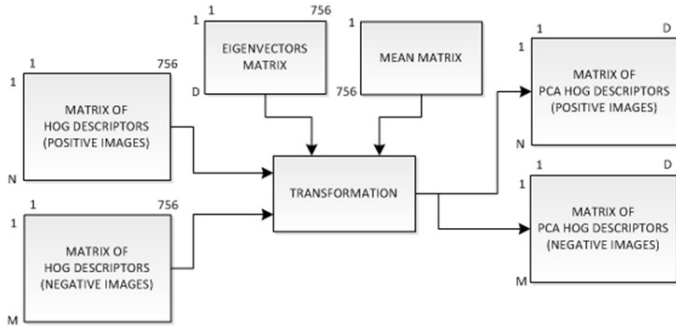 1 756
1
EIGENVECTORS
MATRIX
D
1
MEAN MATRIX
756
1 756
1
MATRIX OF
HOG DESCRIPTORS
(POSITIVE IMAGES)
N
1 756
1
MATRIX OF
HOG DESCRIPTORS
(NEGATIVE IMAGES)
M
TRANSFORMATION
1 D
1
MATRIX OF
PCA HOG DESCRIPTORS
(POSITIVE IMAGES)
N
1 D
1
MATRIX OF
PCA HOG DESCRIPTORS
(NEGATIVE IMAGES)
M